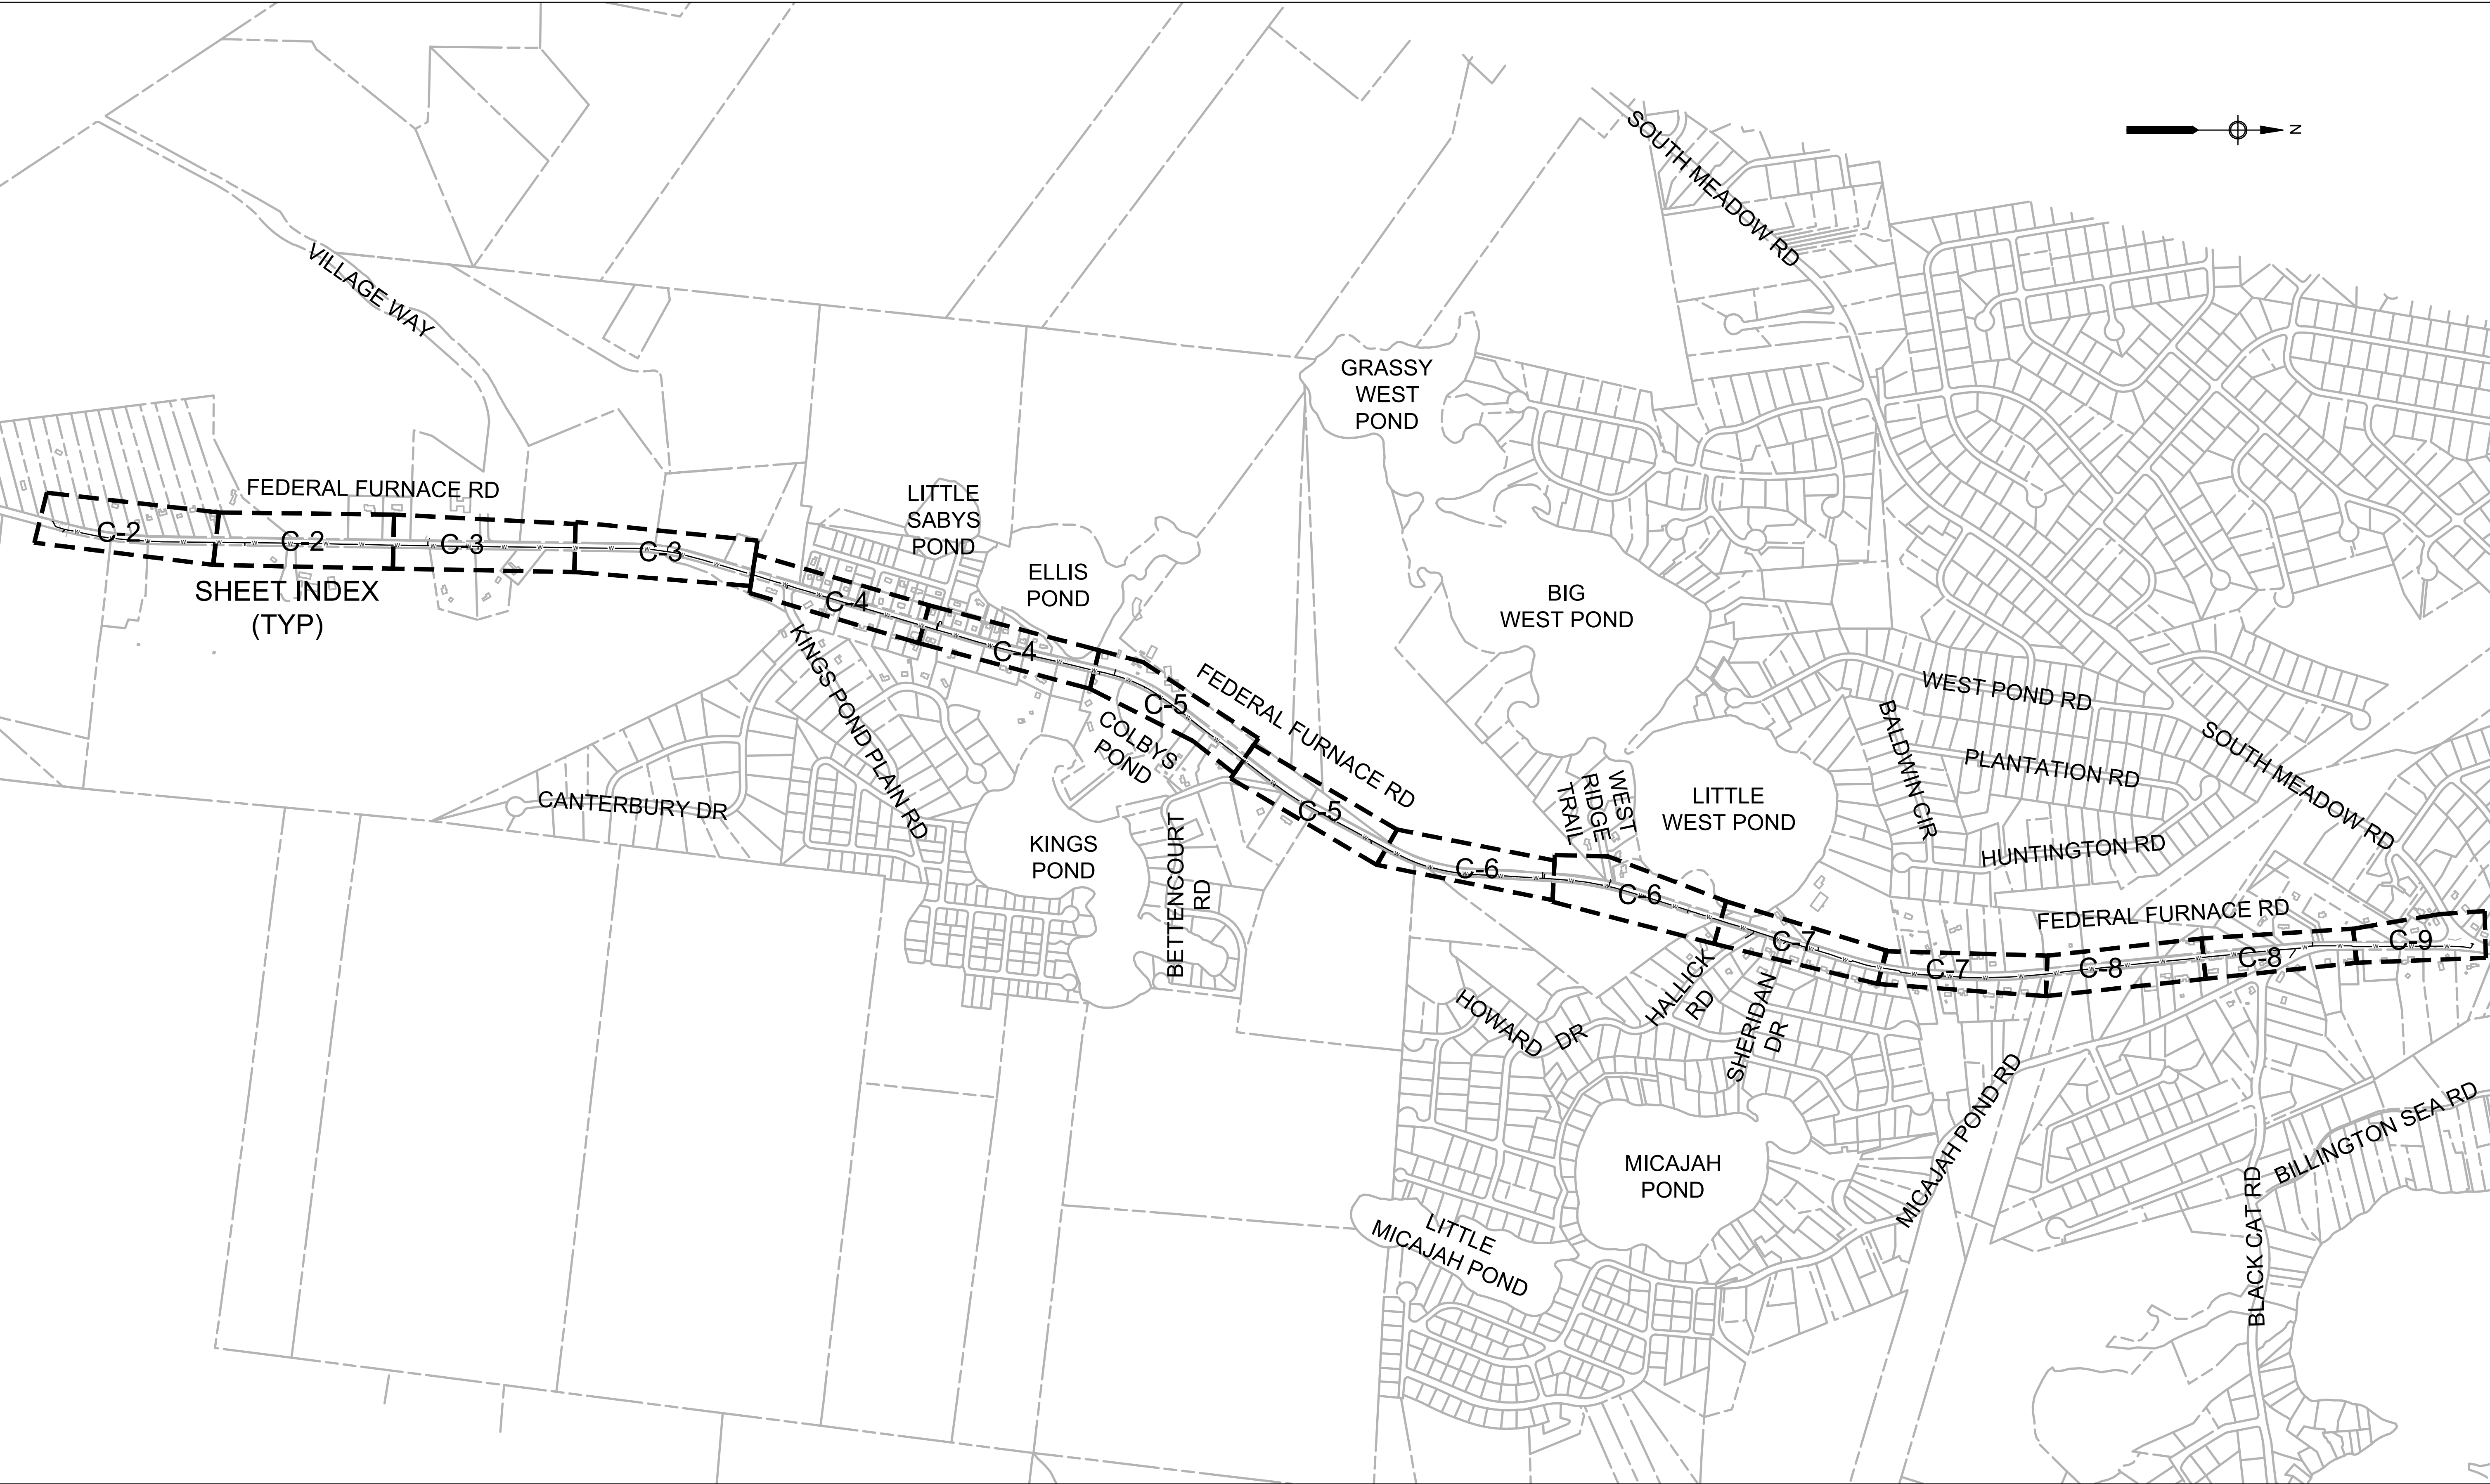 SOUTH MEADOW RD
N
VILLAGE WAY
GRASSY
WEST
POND
FEDERAL FURNACE RD
LITTLE
SABYS
POND
ELLIS
POND
BIG
WEST POND
C-2
C-2
C-3
C-3
SHEET INDEX
(TYP)
C-4
C-4
C-5
C-5
FEDERAL FURNACE RD
KINGS POND PLAIN RD
COLBYS
POND
CANTERBURY DR
KINGS
POND
BETTENCOURT
RD
WEST
RIDGE
TRAIL
LITTLE
WEST POND
WEST POND RD
BALDWIN CIR
PLANTATION RD
SOUTH MEADOW RD
HUNTINGTON RD
C-6
C-6
C-7
C-7
FEDERAL FURNACE RD
C-8
C-8
C-9
HOWARD DR
HALLICK
RD
SHERIDAN
DR
MICAJAH POND RD
MICAJAH
POND
LITTLE
MICAJAH POND
BILLINGTON SEA RD
BLACK CAT RD